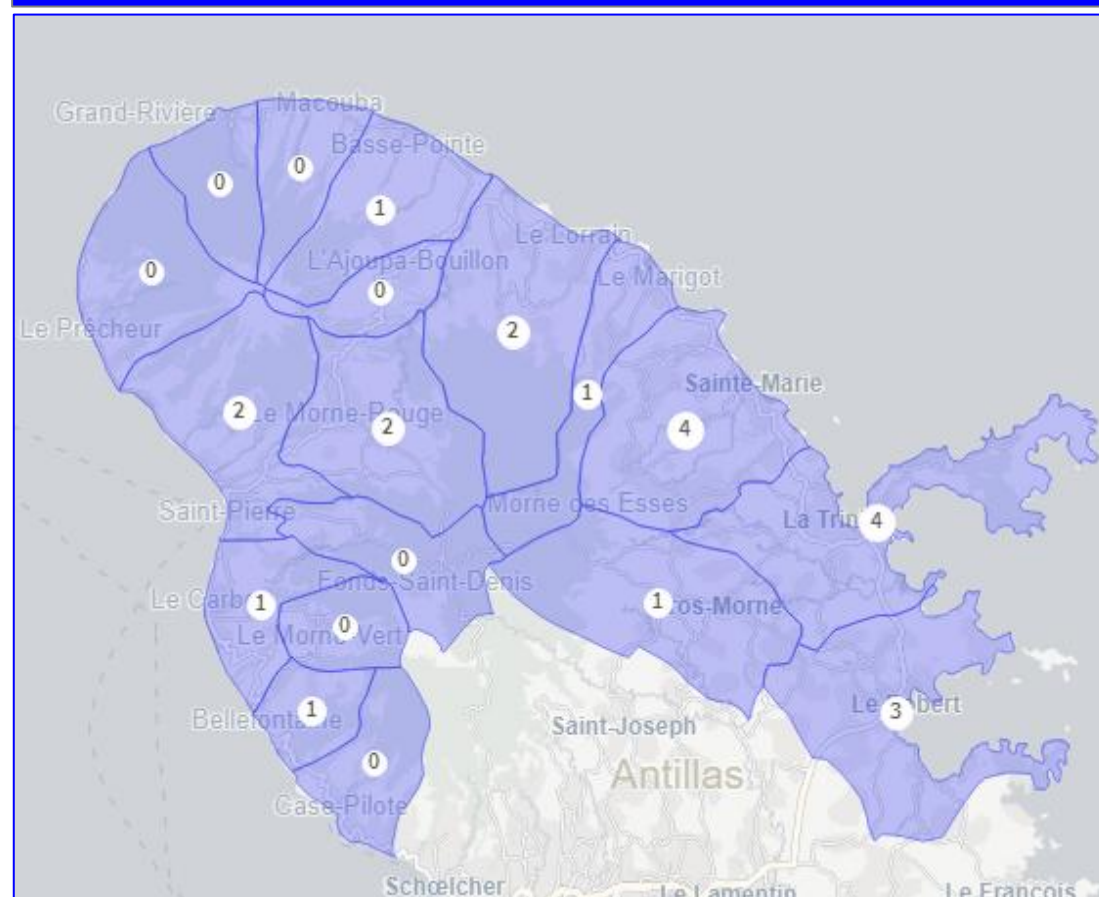 Macouba
Grand-Rivière
Basse-Pointe
0
0
1
Le Lorrain
L'Ajoupa-Bouillon
0
Le Marigot
0
Le Prêcheur
2
Sainte-Marie
1
2
Le Morne-Rouge
2
4
Morne des Esses
Saint-Pierre
La Trin
4
0
Fonds-Saint-Denis
Le Carb
1
1
ros-Morne
0
Le Morne-Vert
Le
bert
3
1
Bellefontaine
Saint-Joseph
0
Antillas
Case-Pilote
Schœlcher
Le Lamentin
Le François